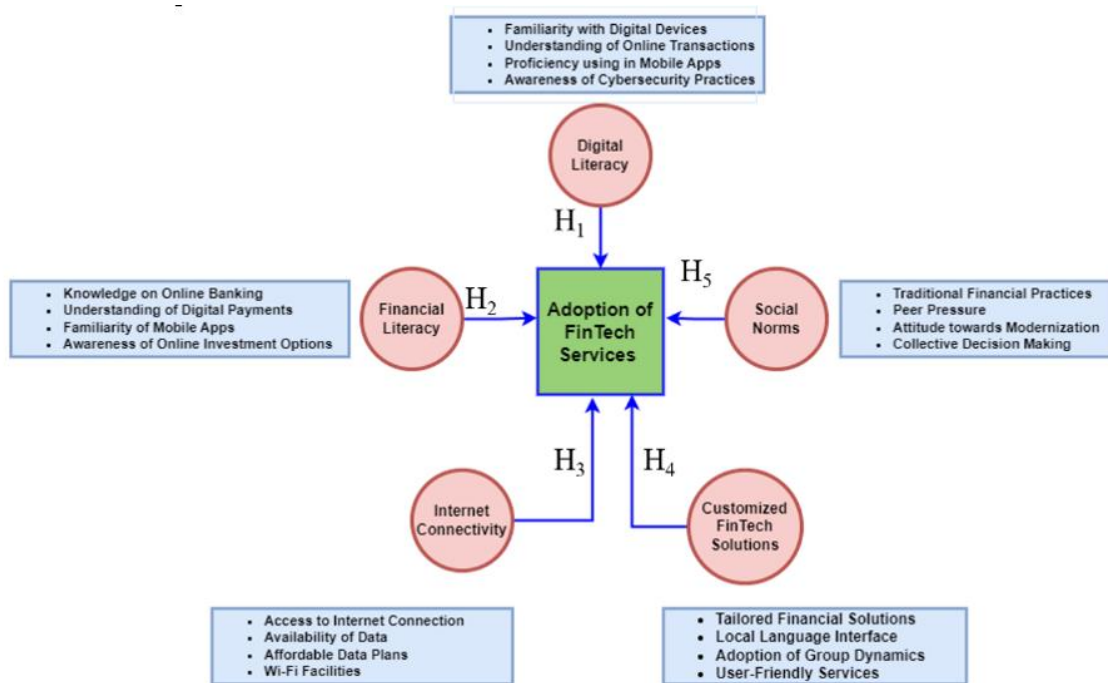 • Familiarity with Digital Devices
• Understanding of Online Transactions
• Proficiency using in Mobile Apps
• Awareness of Cybersecurity Practices
Digital
Literacy
H₁
• Knowledge on Online Banking
• Understanding of Digital Payments
• Familiarity of Mobile Apps
• Awareness of Online Investment Options
Financial
Literacy
H₂
Adoption of
FinTech
Services
H₅
Social
Norms
• Traditional Financial Practices
• Peer Pressure
• Attitude towards Modernization
• Collective Decision Making
H₃
H₄
Internet
Connectivity
Customized
FinTech
Solutions
• Access to Internet Connection
• Availability of Data
• Affordable Data Plans
• Wi-Fi Facilities
• Tailored Financial Solutions
• Local Language Interface
• Adoption of Group Dynamics
• User-Friendly Services